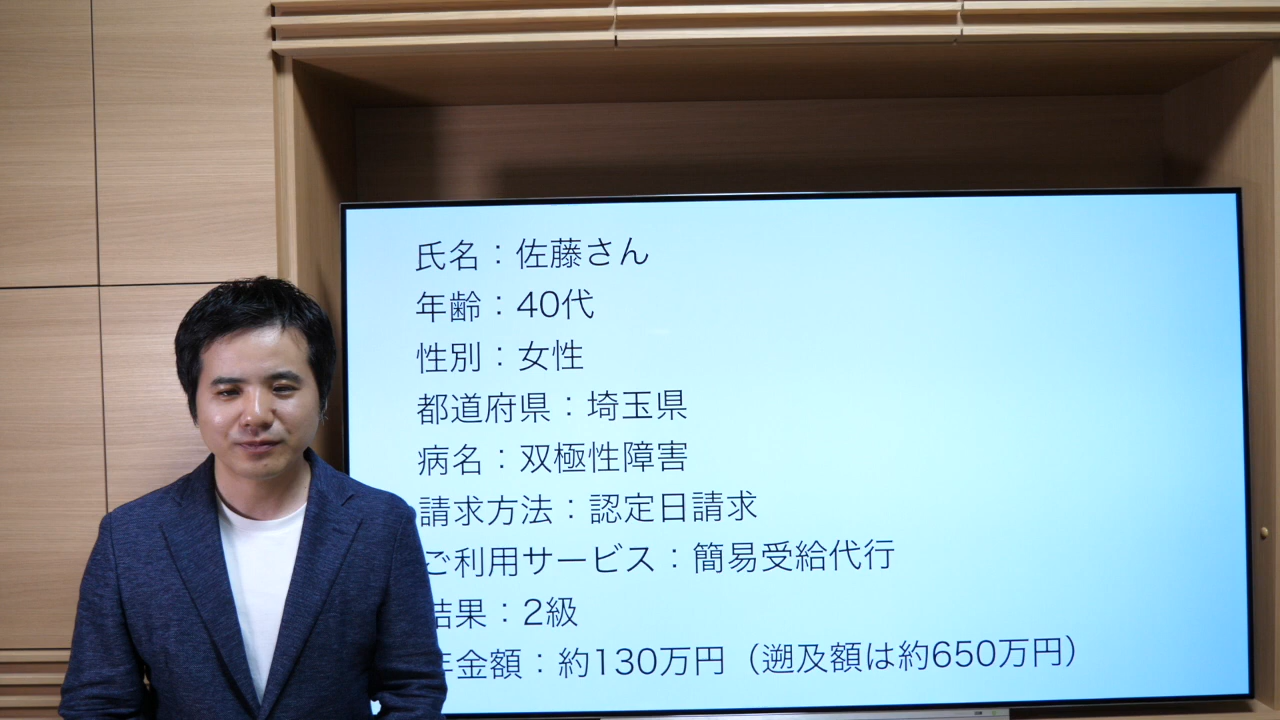 氏名：佐藤さん
年齢：40代
性別：女性
都道府県：埼玉県
病名：双極性障害
請求方法：認定日請求
ご利用サービス：簡易受給代行
結果：2級
年金額：約130万円（遡及額は約650万円）